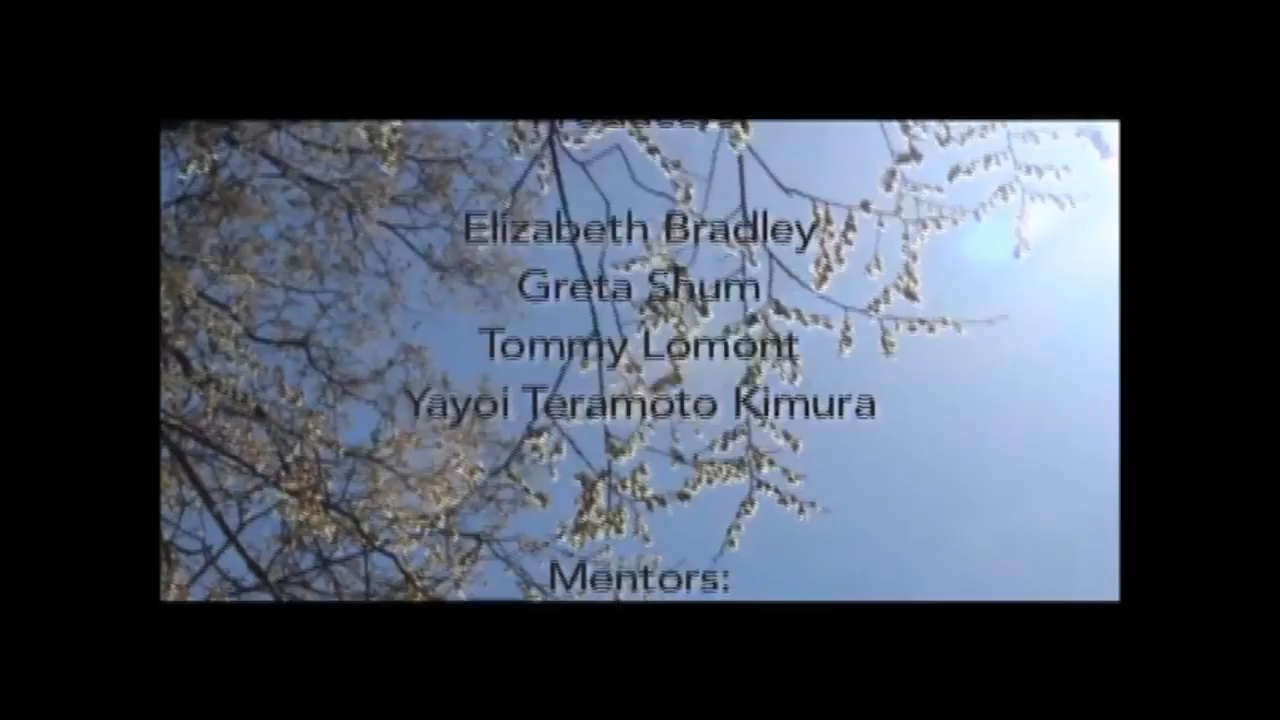 Elizabeth Bradley
Greta Shum
Tommy Lomont
Yayoi Teramoto Kimura
Mentors: